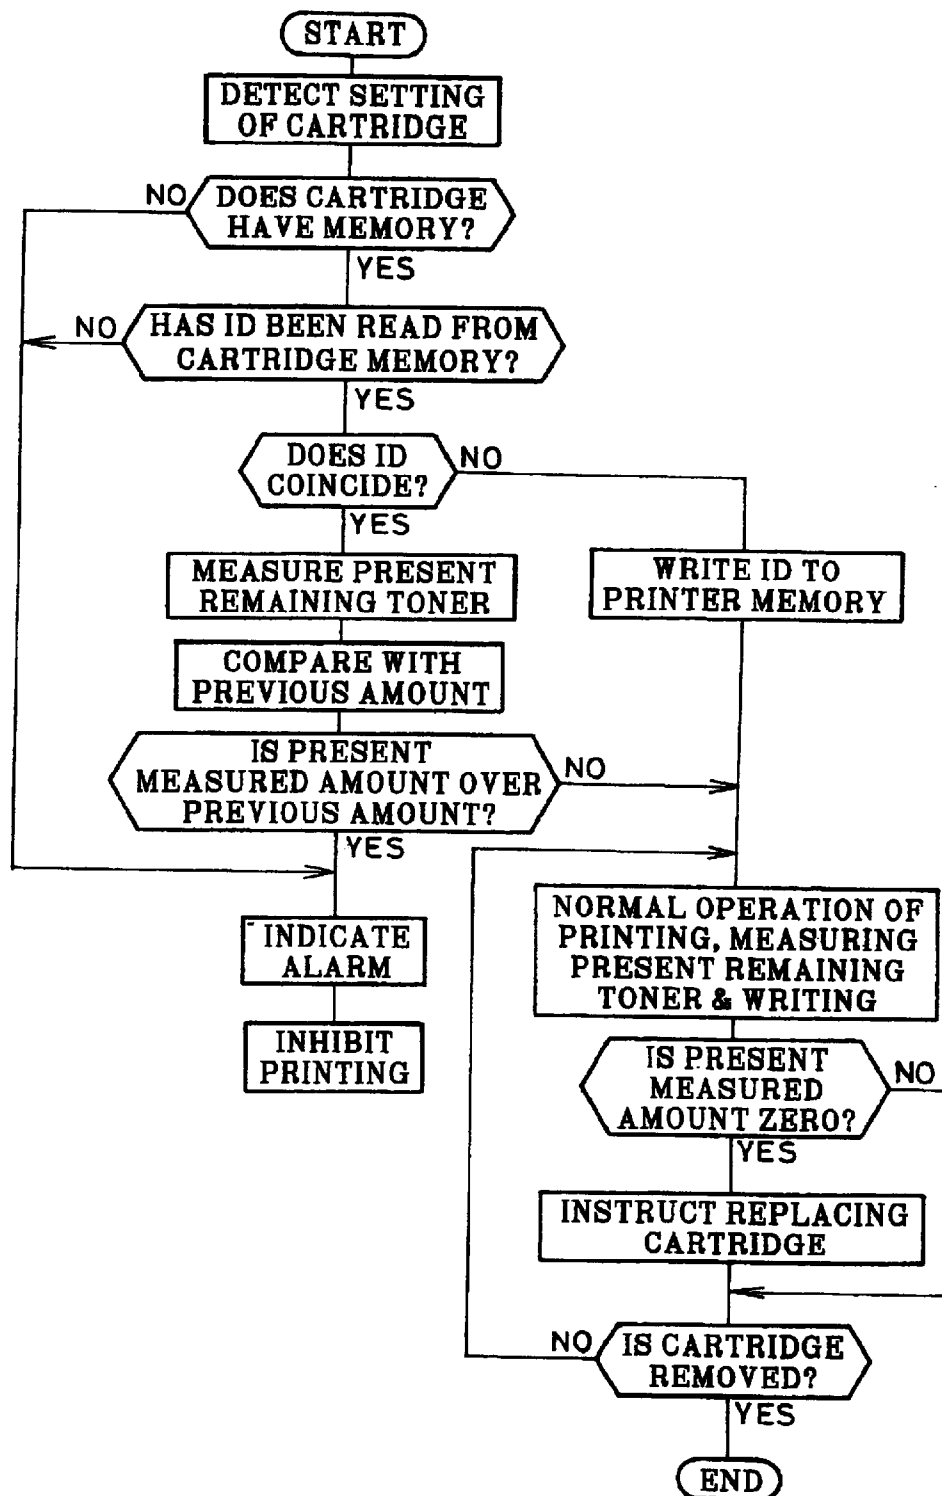 START
DETECT SETTING
OF CARTRIDGE
NO
DOES CARTRIDGE
HAVE MEMORY?
YES
NO
HAS ID BEEN READ FROM
CARTRIDGE MEMORY?
YES
DOES ID
COINCIDE?
NO
YES
MEASURE PRESENT
REMAINING TONER
WRITE ID TO
PRINTER MEMORY
COMPARE WITH
PREVIOUS AMOUNT
IS PRESENT
MEASURED AMOUNT OVER
PREVIOUS AMOUNT?
NO
YES
INDICATE
ALARM
INHIBIT
PRINTING
NORMAL OPERATION OF
PRINTING, MEASURING
PRESENT REMAINING
TONER & WRITING
IS PRESENT
MEASURED
AMOUNT ZERO?
NO
YES
INSTRUCT REPLACING
CARTRIDGE
NO
IS CARTRIDGE
REMOVED?
YES
END